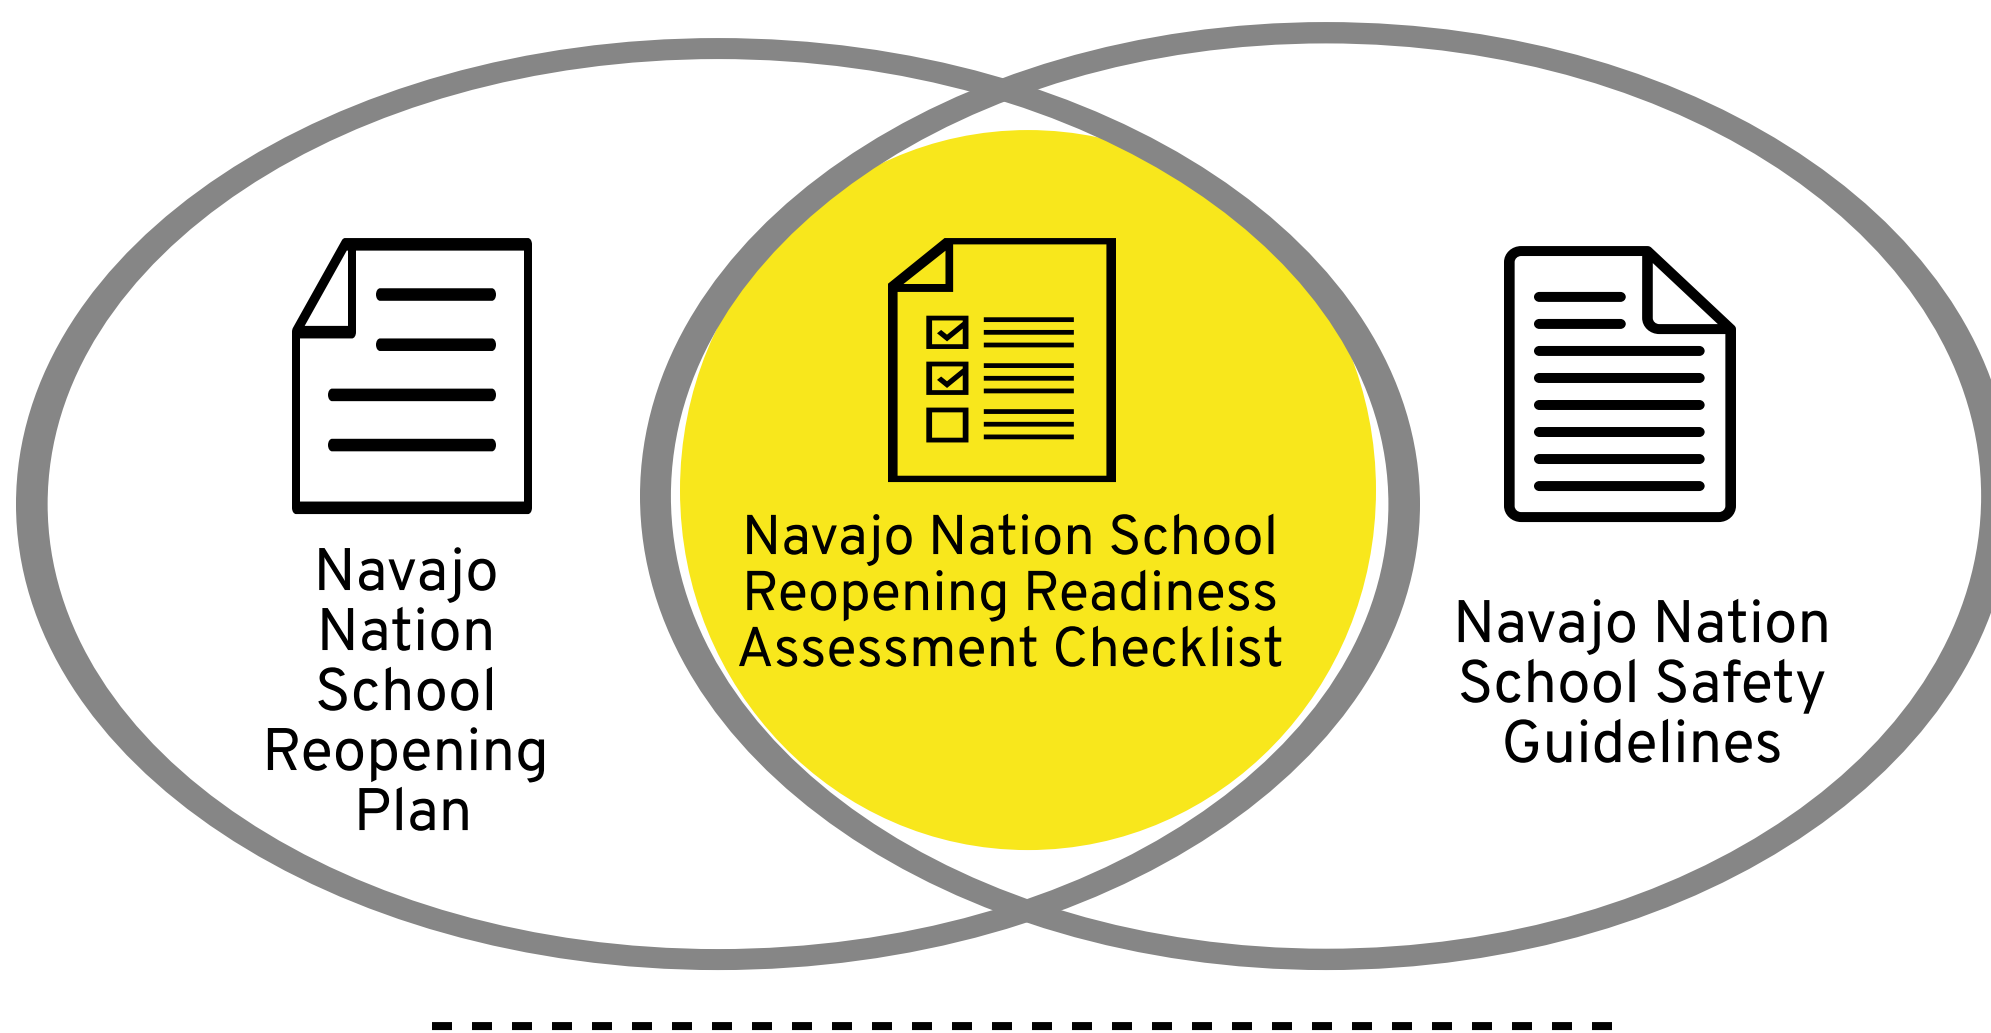 Navajo
Nation
School
Reopening
Plan
Navajo Nation School
Reopening Readiness
Assessment Checklist
Navajo Nation
School Safety
Guidelines